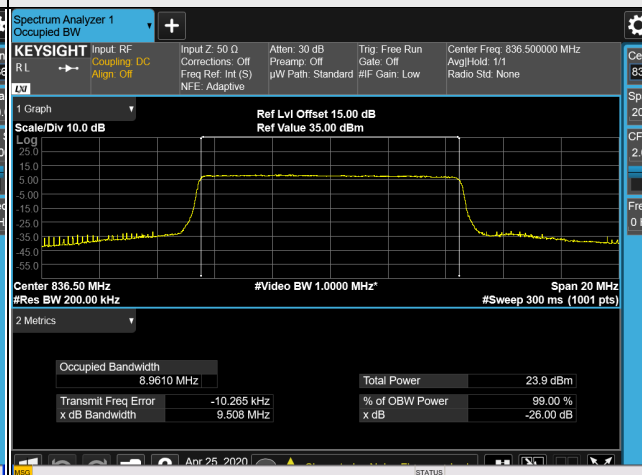 Spectrum Analyzer 1
Occupied BW
KEYSIGHT
R L
LXI
Input: RF
Coupling: DC
Align: Off
Input Z: 50 Ω
Corrections: Off
Freq Ref: Int (S)
NFE: Adaptive
Atten: 30 dB
Preamp: Off
µW Path: Standard
Trig: Free Run
Gate: Off
#IF Gain: Low
Center Freq: 836.500000 MHz
Avg|Hold: 1/1
Radio Std: None
1 Graph
Scale/Div 10.0 dB
Ref Lvl Offset 15.00 dB
Ref Value 35.00 dBm
Log
25.0
15.0
5.00
-5.00
-15.0
-25.0
-35.0
-45.0
-55.0
Center 836.50 MHz
#Res BW 200.00 kHz
#Video BW 1.0000 MHz*
Span 20 MHz
#Sweep 300 ms (1001 pts)
2 Metrics
Occupied Bandwidth
8.9610 MHz
Transmit Freq Error
-10.265 kHz
x dB Bandwidth
9.508 MHz
Total Power
23.9 dBm
% of OBW Power
99.00 %
x dB
-26.00 dB
Apr 25, 2020
MSG
STATUS